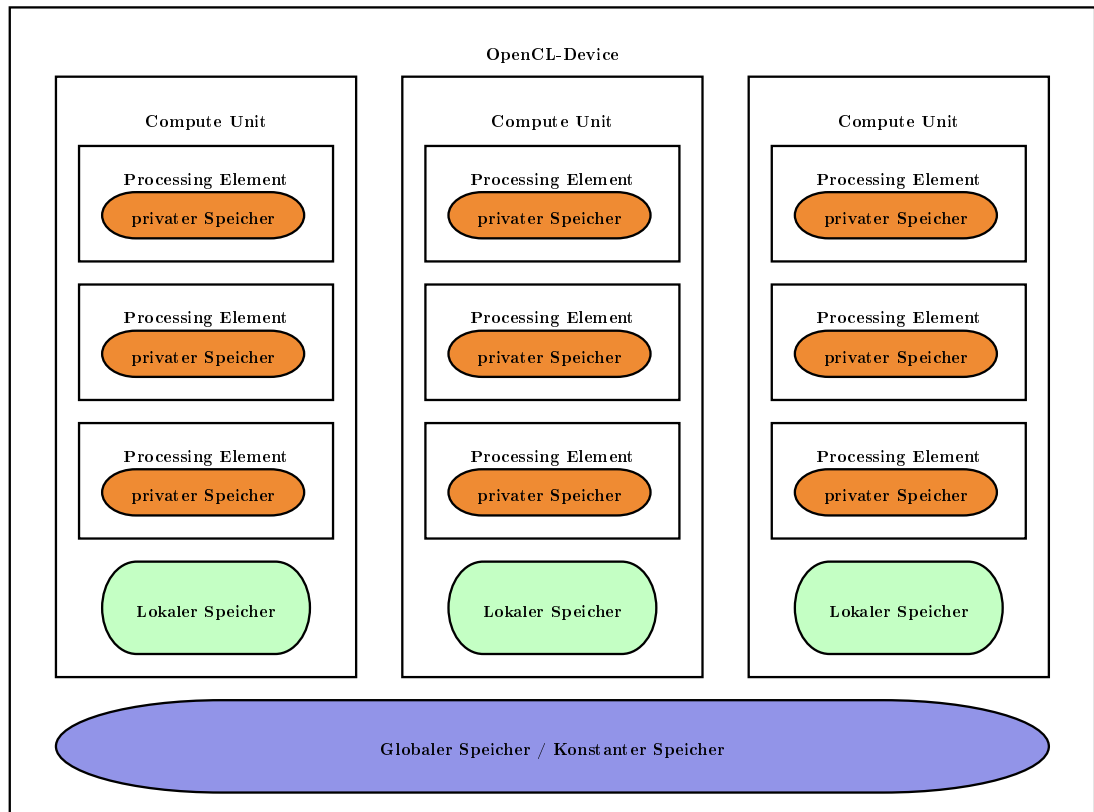 OpenCL-Device
Compute Unit
Processing Element
privater Speicher
Processing Element
privater Speicher
Processing Element
privater Speicher
Lokaler Speicher
Compute Unit
Processing Element
privater Speicher
Processing Element
privater Speicher
Processing Element
privater Speicher
Lokaler Speicher
Compute Unit
Processing Element
privater Speicher
Processing Element
privater Speicher
Processing Element
privater Speicher
Lokaler Speicher
Globaler Speicher / Konstanter Speicher